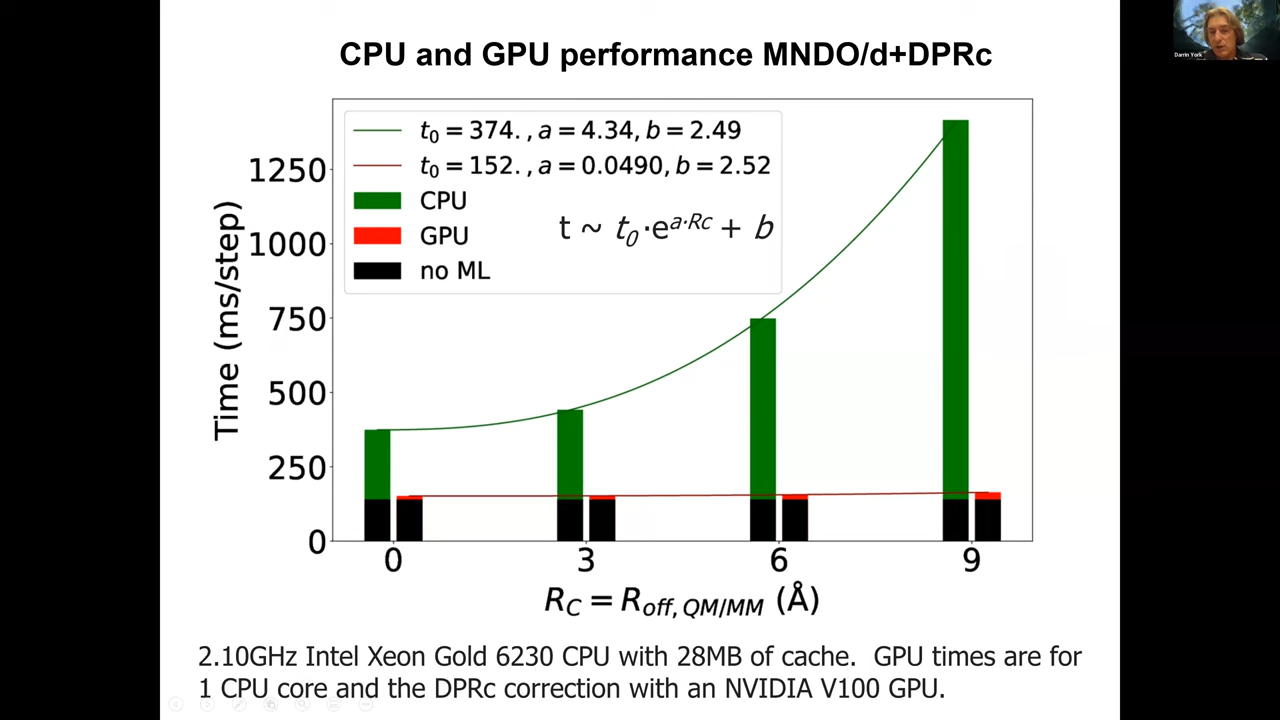 CPU and GPU performance MNDO/d+DPRc
Darrin York
t₀ = 374. , a = 4.34, b = 2.49
t₀ = 152. , a = 0.0490, b = 2.52
CPU
GPU
no ML
t ~ t₀·e^{a·Rc} + b
Time (ms/step)
1250
1000
750
500
250
0
0 3 6 9
R_C = R_{off, QM/MM} (Å)
2.10GHz Intel Xeon Gold 6230 CPU with 28MB of cache. GPU times are for
1 CPU core and the DPRc correction with an NVIDIA V100 GPU.